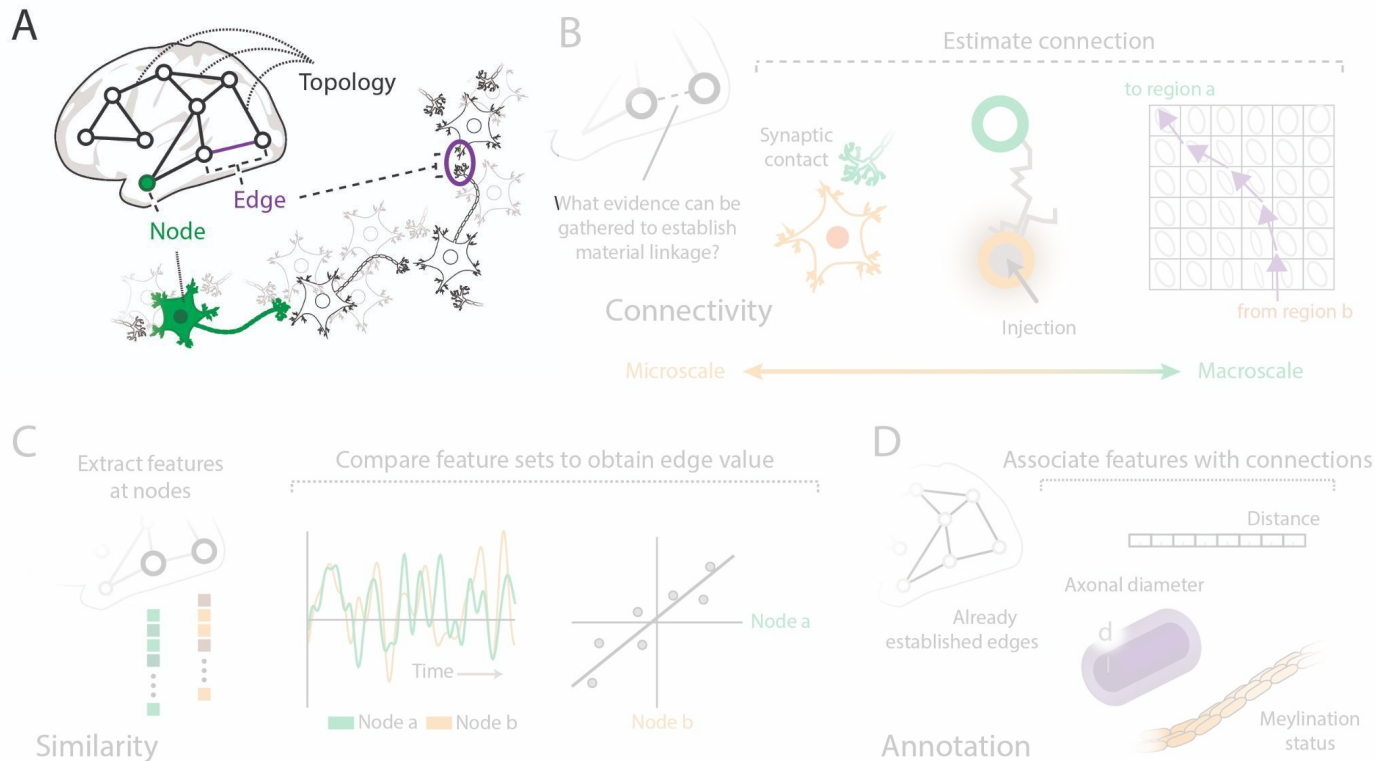 A
Topology
Edge
Node
B
Estimate connection
Synaptic
contact
What evidence can be
gathered to establish
material linkage?
to region a
from region b
Injection
Connectivity
Microscale
Macroscale
C
Extract features
at nodes
Compare feature sets to obtain edge value
Time
Node a
Node b
Node a
Node b
Similarity
D
Associate features with connections
Distance
Axonal diameter
d
Already
established edges
Meylination
status
Annotation